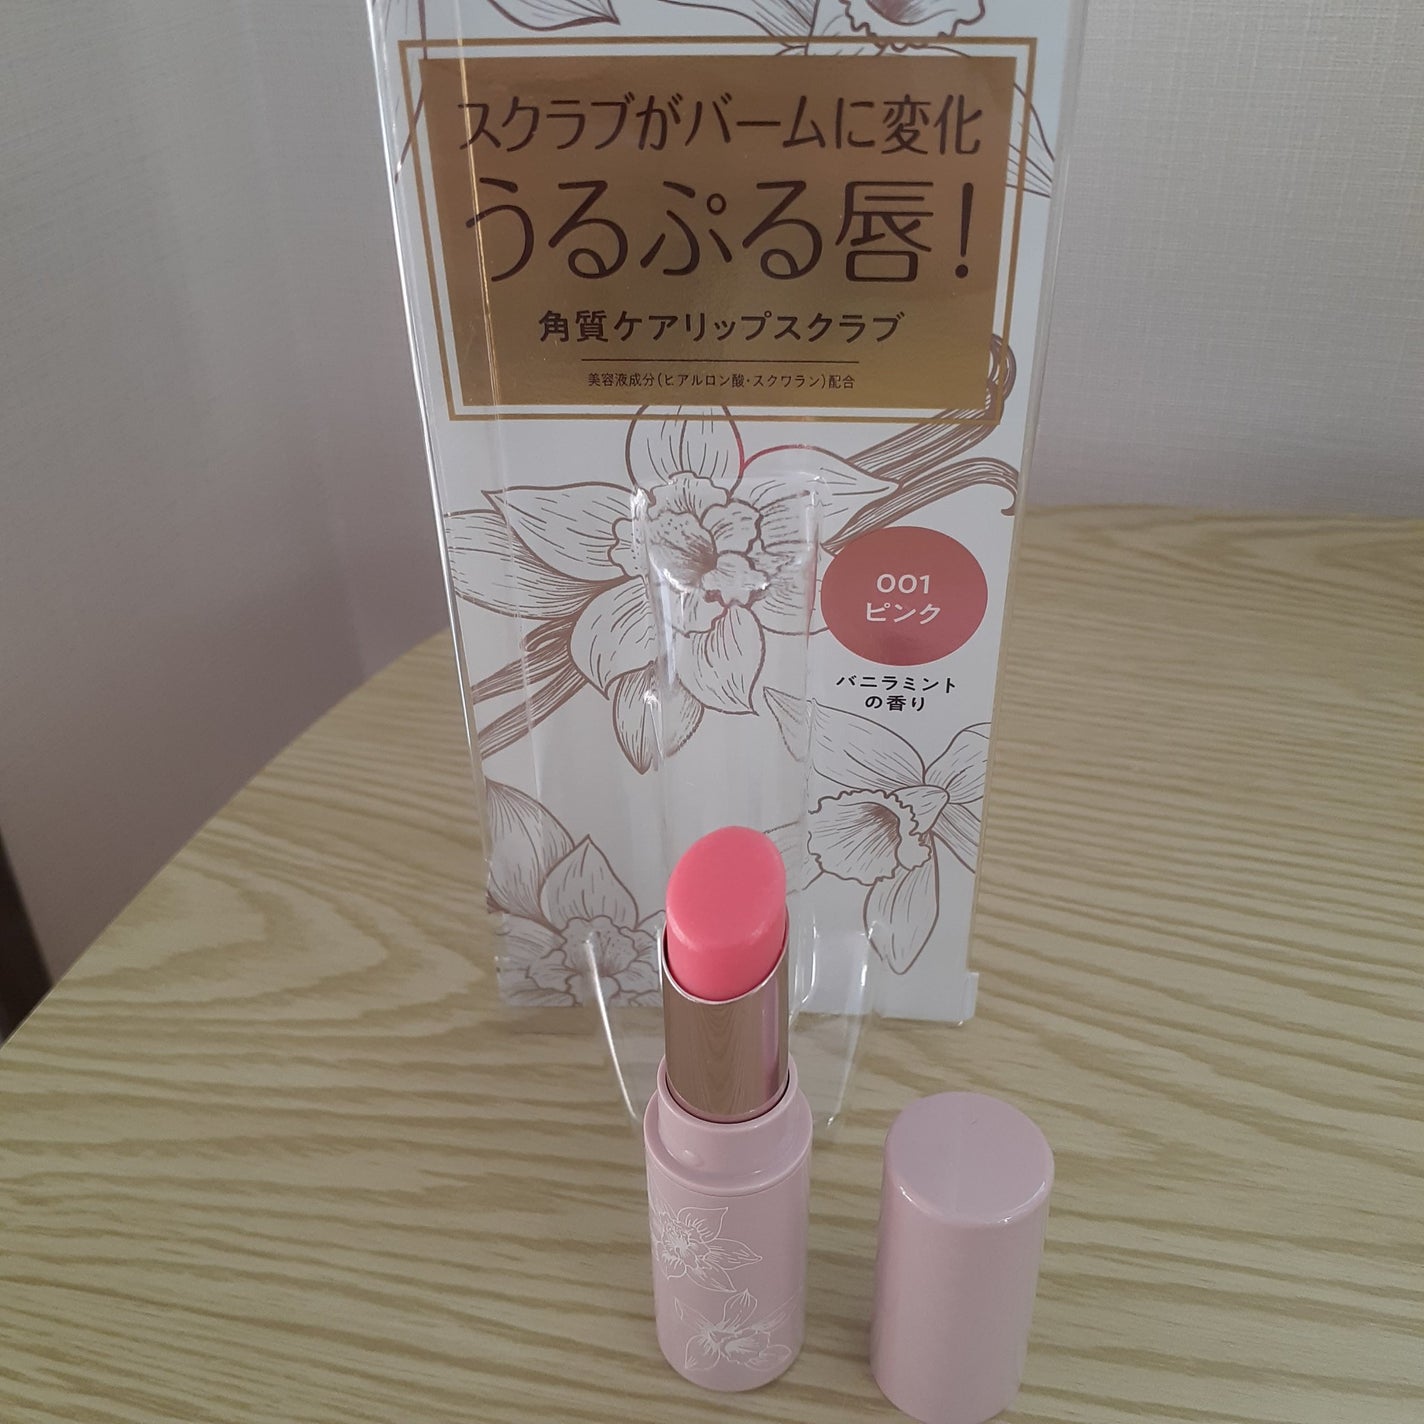 スクラブがバームに変化
うるぷる唇！
角質ケアリップスクラブ
美容液成分(ヒアルロン酸・スクワラン)配合
001
ピンク
バニラミント
の香り